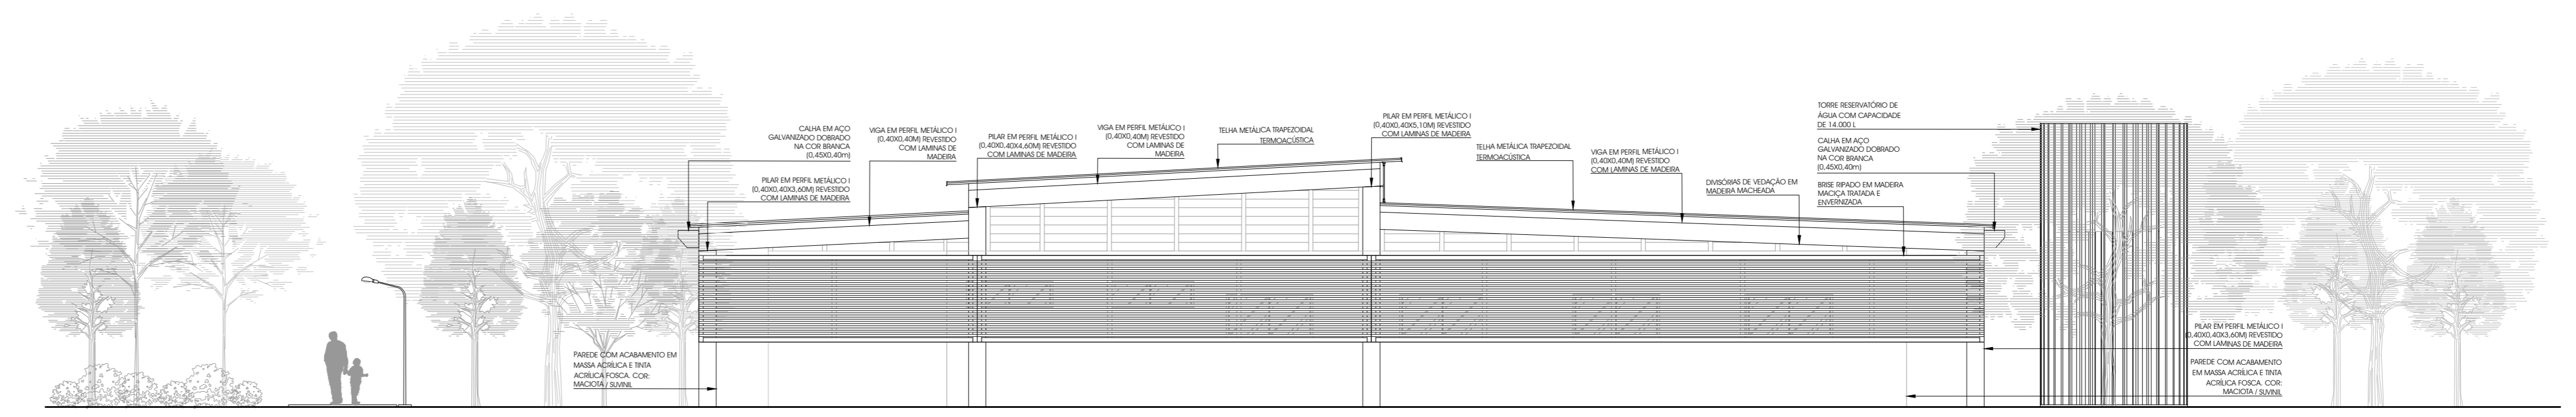 CALHA EM AÇO
GALVANIZADO DOBRADO
NA COR BRANCA
(0,45X0,40m)
PILAR EM PERFIL METÁLICO I
(0,40X0,40X3,60M) REVESTIDO
COM LAMINAS DE MADEIRA
VIGA EM PERFIL METÁLICO I
(0,40X0,40M) REVESTIDO
COM LAMINAS DE
MADEIRA
PILAR EM PERFIL METÁLICO I
(0,40X0,40X4,60M) REVESTIDO
COM LAMINAS DE MADEIRA
VIGA EM PERFIL METÁLICO I
(0,40X0,40M) REVESTIDO
COM LAMINAS DE
MADEIRA
TELHA METÁLICA TRAPEZOIDAL
TERMOACÚSTICA
PILAR EM PERFIL METÁLICO I
(0,40X0,40X5,10M) REVESTIDO
COM LAMINAS DE MADEIRA
TELHA METÁLICA TRAPEZOIDAL
TERMOACÚSTICA
VIGA EM PERFIL METÁLICO I
(0,40X0,40M) REVESTIDO
COM LAMINAS DE MADEIRA
DIVISÓRIAS DE VEDAÇÃO EM
MADEIRA MACHEADA
TORRE RESERVATÓRIO DE
ÁGUA COM CAPACIDADE
DE 14.000 L
CALHA EM AÇO
GALVANIZADO DOBRADO
NA COR BRANCA
(0,45X0,40m)
BRISE RIPADO EM MADEIRA
MACIÇA TRATADA E
ENVERNIZADA
PAREDE COM ACABAMENTO EM
MASSA ACRÍLICA E TINTA
ACRÍLICA FOSCA. COR:
MACIOTA / SUVINIL
PILAR EM PERFIL METÁLICO I
(0,40X0,40X3,60M) REVESTIDO
COM LAMINAS DE MADEIRA
PAREDE COM ACABAMENTO
EM MASSA ACRÍLICA E TINTA
ACRÍLICA FOSCA. COR:
MACIOTA / SUVINIL